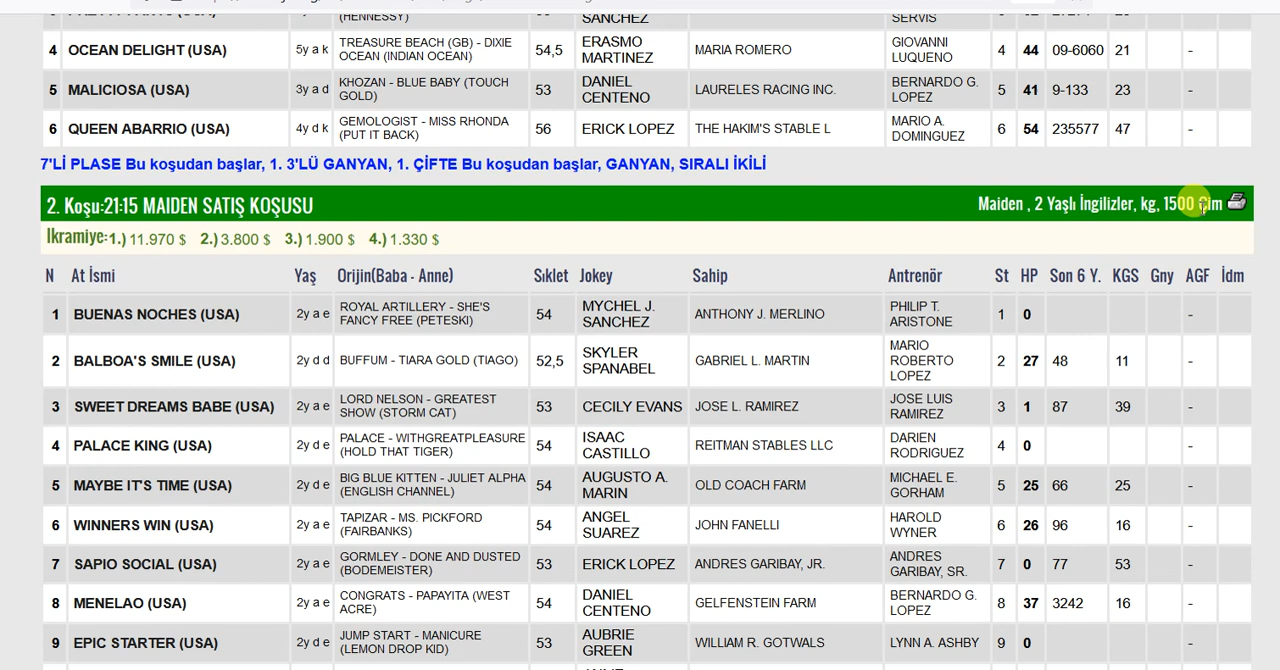 (HENNESSY) SANCHEZ SERVIS
4 OCEAN DELIGHT (USA) 5y a k TREASURE BEACH (GB) - DIXIE OCEAN (INDIAN OCEAN) 54,5 ERASMO MARTINEZ MARIA ROMERO GIOVANNI LUQUENO 4 44 09-6060 21 -
5 MALICIOSA (USA) 3y a d KHOZAN - BLUE BABY (TOUCH GOLD) 53 DANIEL CENTENO LAURELES RACING INC. BERNARDO G. LOPEZ 5 41 9-133 23 -
6 QUEEN ABARRIO (USA) 4y d k GEMOLOGIST - MISS RHONDA (PUT IT BACK) 56 ERICK LOPEZ THE HAKIM'S STABLE L MARIO A. DOMINGUEZ 6 54 235577 47 -
7'Lİ PLASE Bu koşudan başlar, 1. 3'LÜ GANYAN, 1. ÇİFTE Bu koşudan başlar, GANYAN, SIRALI İKİLİ
2. Koşu:21:15 MAIDEN SATIŞ KOŞUSU Maiden , 2 Yaşlı İngilizler, kg, 1500 Çim
İkramiye:1.) 11.970 $ 2.) 3.800 $ 3.) 1.900 $ 4.) 1.330 $
N At İsmi Yaş Orijin(Baba - Anne) Sıklet Jokey Sahip Antrenör St HP Son 6 Y. KGS Gny AGF İdm
1 BUENAS NOCHES (USA) 2y a e ROYAL ARTILLERY - SHE'S FANCY FREE (PETESKI) 54 MYCHEL J. SANCHEZ ANTHONY J. MERLINO PHILIP T. ARISTONE 1 0 -
2 BALBOA'S SMILE (USA) 2y d d BUFFUM - TIARA GOLD (TIAGO) 52,5 SKYLER SPANABEL GABRIEL L. MARTIN MARIO ROBERTO LOPEZ 2 27 48 11 -
3 SWEET DREAMS BABE (USA) 2y a e LORD NELSON - GREATEST SHOW (STORM CAT) 53 CECILY EVANS JOSE L. RAMIREZ JOSE LUIS RAMIREZ 3 1 87 39 -
4 PALACE KING (USA) 2y d e PALACE - WITHGREATPLEASURE (HOLD THAT TIGER) 54 ISAAC CASTILLO REITMAN STABLES LLC DARIEN RODRIGUEZ 4 0 -
5 MAYBE IT'S TIME (USA) 2y d e BIG BLUE KITTEN - JULIET ALPHA (ENGLISH CHANNEL) 54 AUGUSTO A. MARIN OLD COACH FARM MICHAEL E. GORHAM 5 25 66 25 -
6 WINNERS WIN (USA) 2y a e TAPIZAR - MS. PICKFORD (FAIRBANKS) 54 ANGEL SUAREZ JOHN FANELLI HAROLD WYNER 6 26 96 16 -
7 SAPIO SOCIAL (USA) 2y a e GORMLEY - DONE AND DUSTED (BODEMEISTER) 53 ERICK LOPEZ ANDRES GARIBAY, JR. ANDRES GARIBAY, SR. 7 0 77 53 -
8 MENELAO (USA) 2y a e CONGRATS - PAPAYITA (WEST ACRE) 54 DANIEL CENTENO GELFENSTEIN FARM BERNARDO G. LOPEZ 8 37 3242 16 -
9 EPIC STARTER (USA) 2y d e JUMP START - MANICURE (LEMON DROP KID) 53 AUBRIE GREEN WILLIAM R. GOTWALS LYNN A. ASHBY 9 0 -